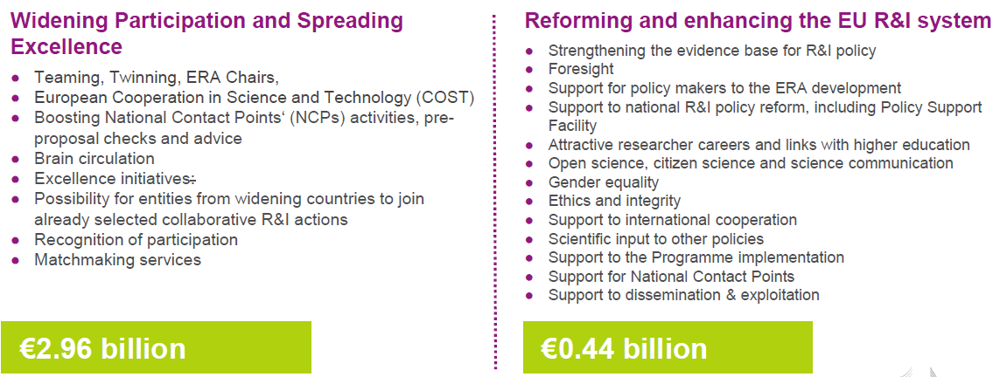 Widening Participation and Spreading
Excellence
● Teaming, Twinning, ERA Chairs,
● European Cooperation in Science and Technology (COST)
● Boosting National Contact Points‘ (NCPs) activities, pre-
proposal checks and advice
● Brain circulation
● Excellence initiatives:
● Possibility for entities from widening countries to join
already selected collaborative R&I actions
● Recognition of participation
● Matchmaking services
€2.96 billion
Reforming and enhancing the EU R&I system
● Strengthening the evidence base for R&I policy
● Foresight
● Support for policy makers to the ERA development
● Support to national R&I policy reform, including Policy Support
Facility
● Attractive researcher careers and links with higher education
● Open science, citizen science and science communication
● Gender equality
● Ethics and integrity
● Support to international cooperation
● Scientific input to other policies
● Support to the Programme implementation
● Support for National Contact Points
● Support to dissemination & exploitation
€0.44 billion